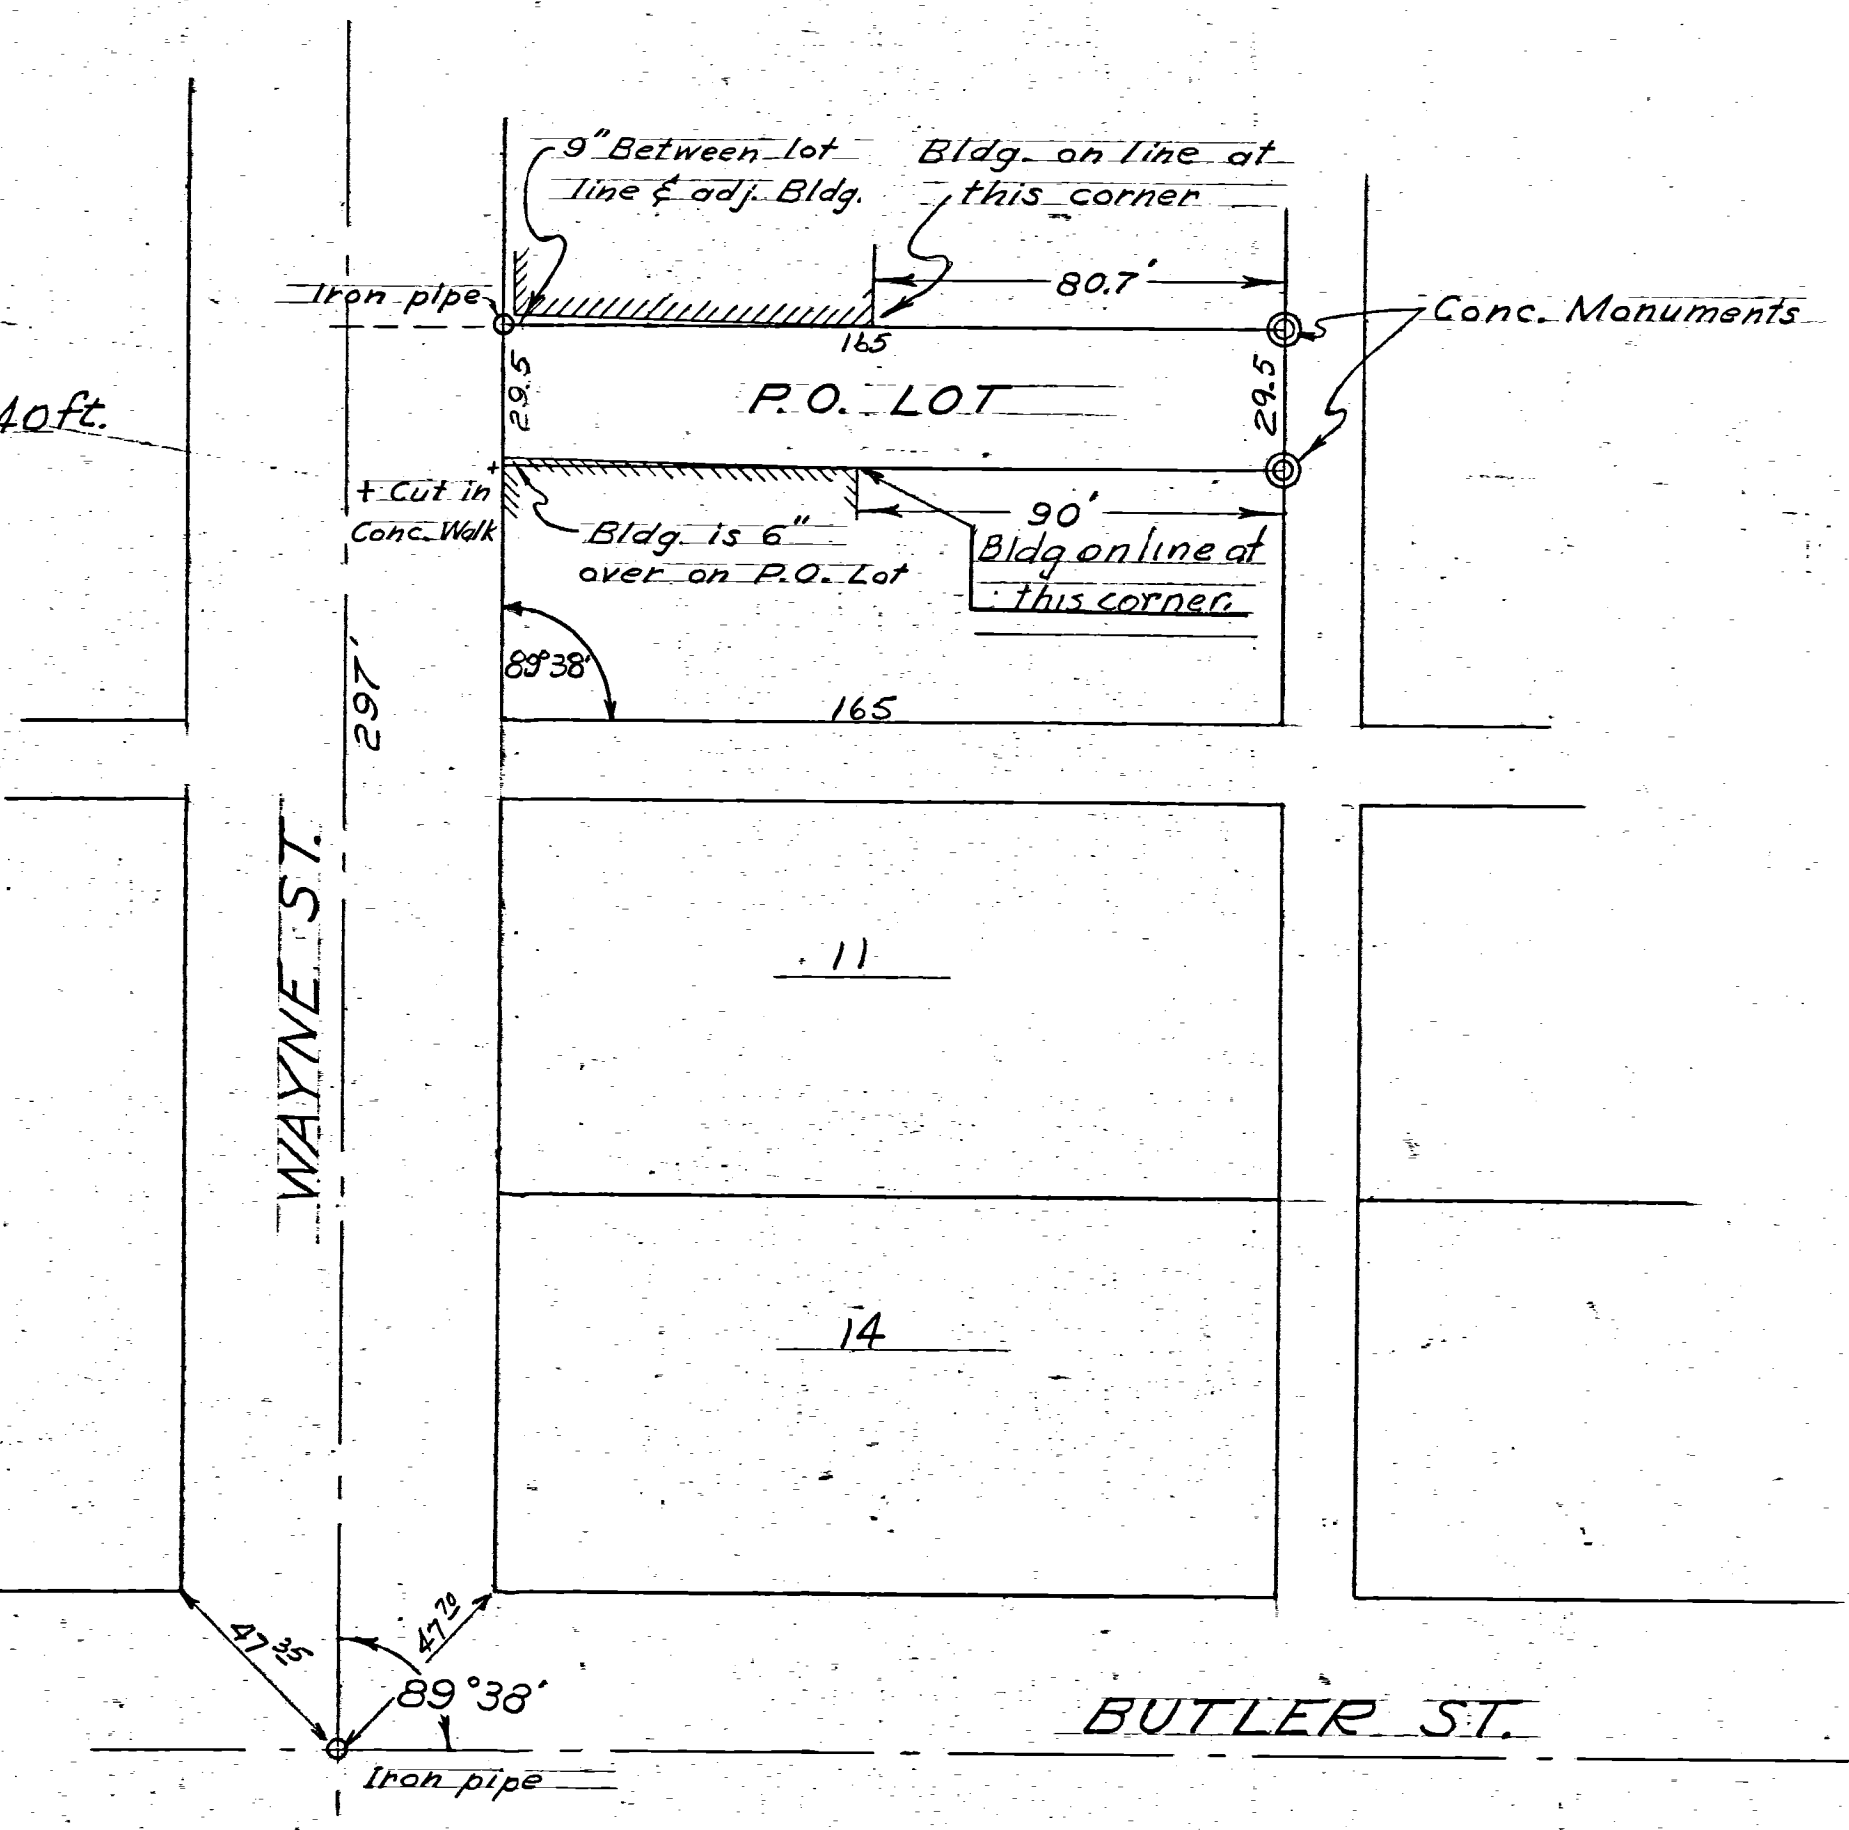 9" Between lot
line & adj. Bldg.
Bldg. on line at
this corner
80.7'
Iron pipe
Conc. Monuments
165
29.5
P.O. LOT
29.5
40ft.
+ Cut in
Conc. Walk
Bldg. is 6"
over on P.O. Lot
90'
Bldg on line at
this corner.
89°38'
297'
165
WAYNE ST.
11
14
47.35
47.70
89°38'
BUTLER ST.
Iron pipe